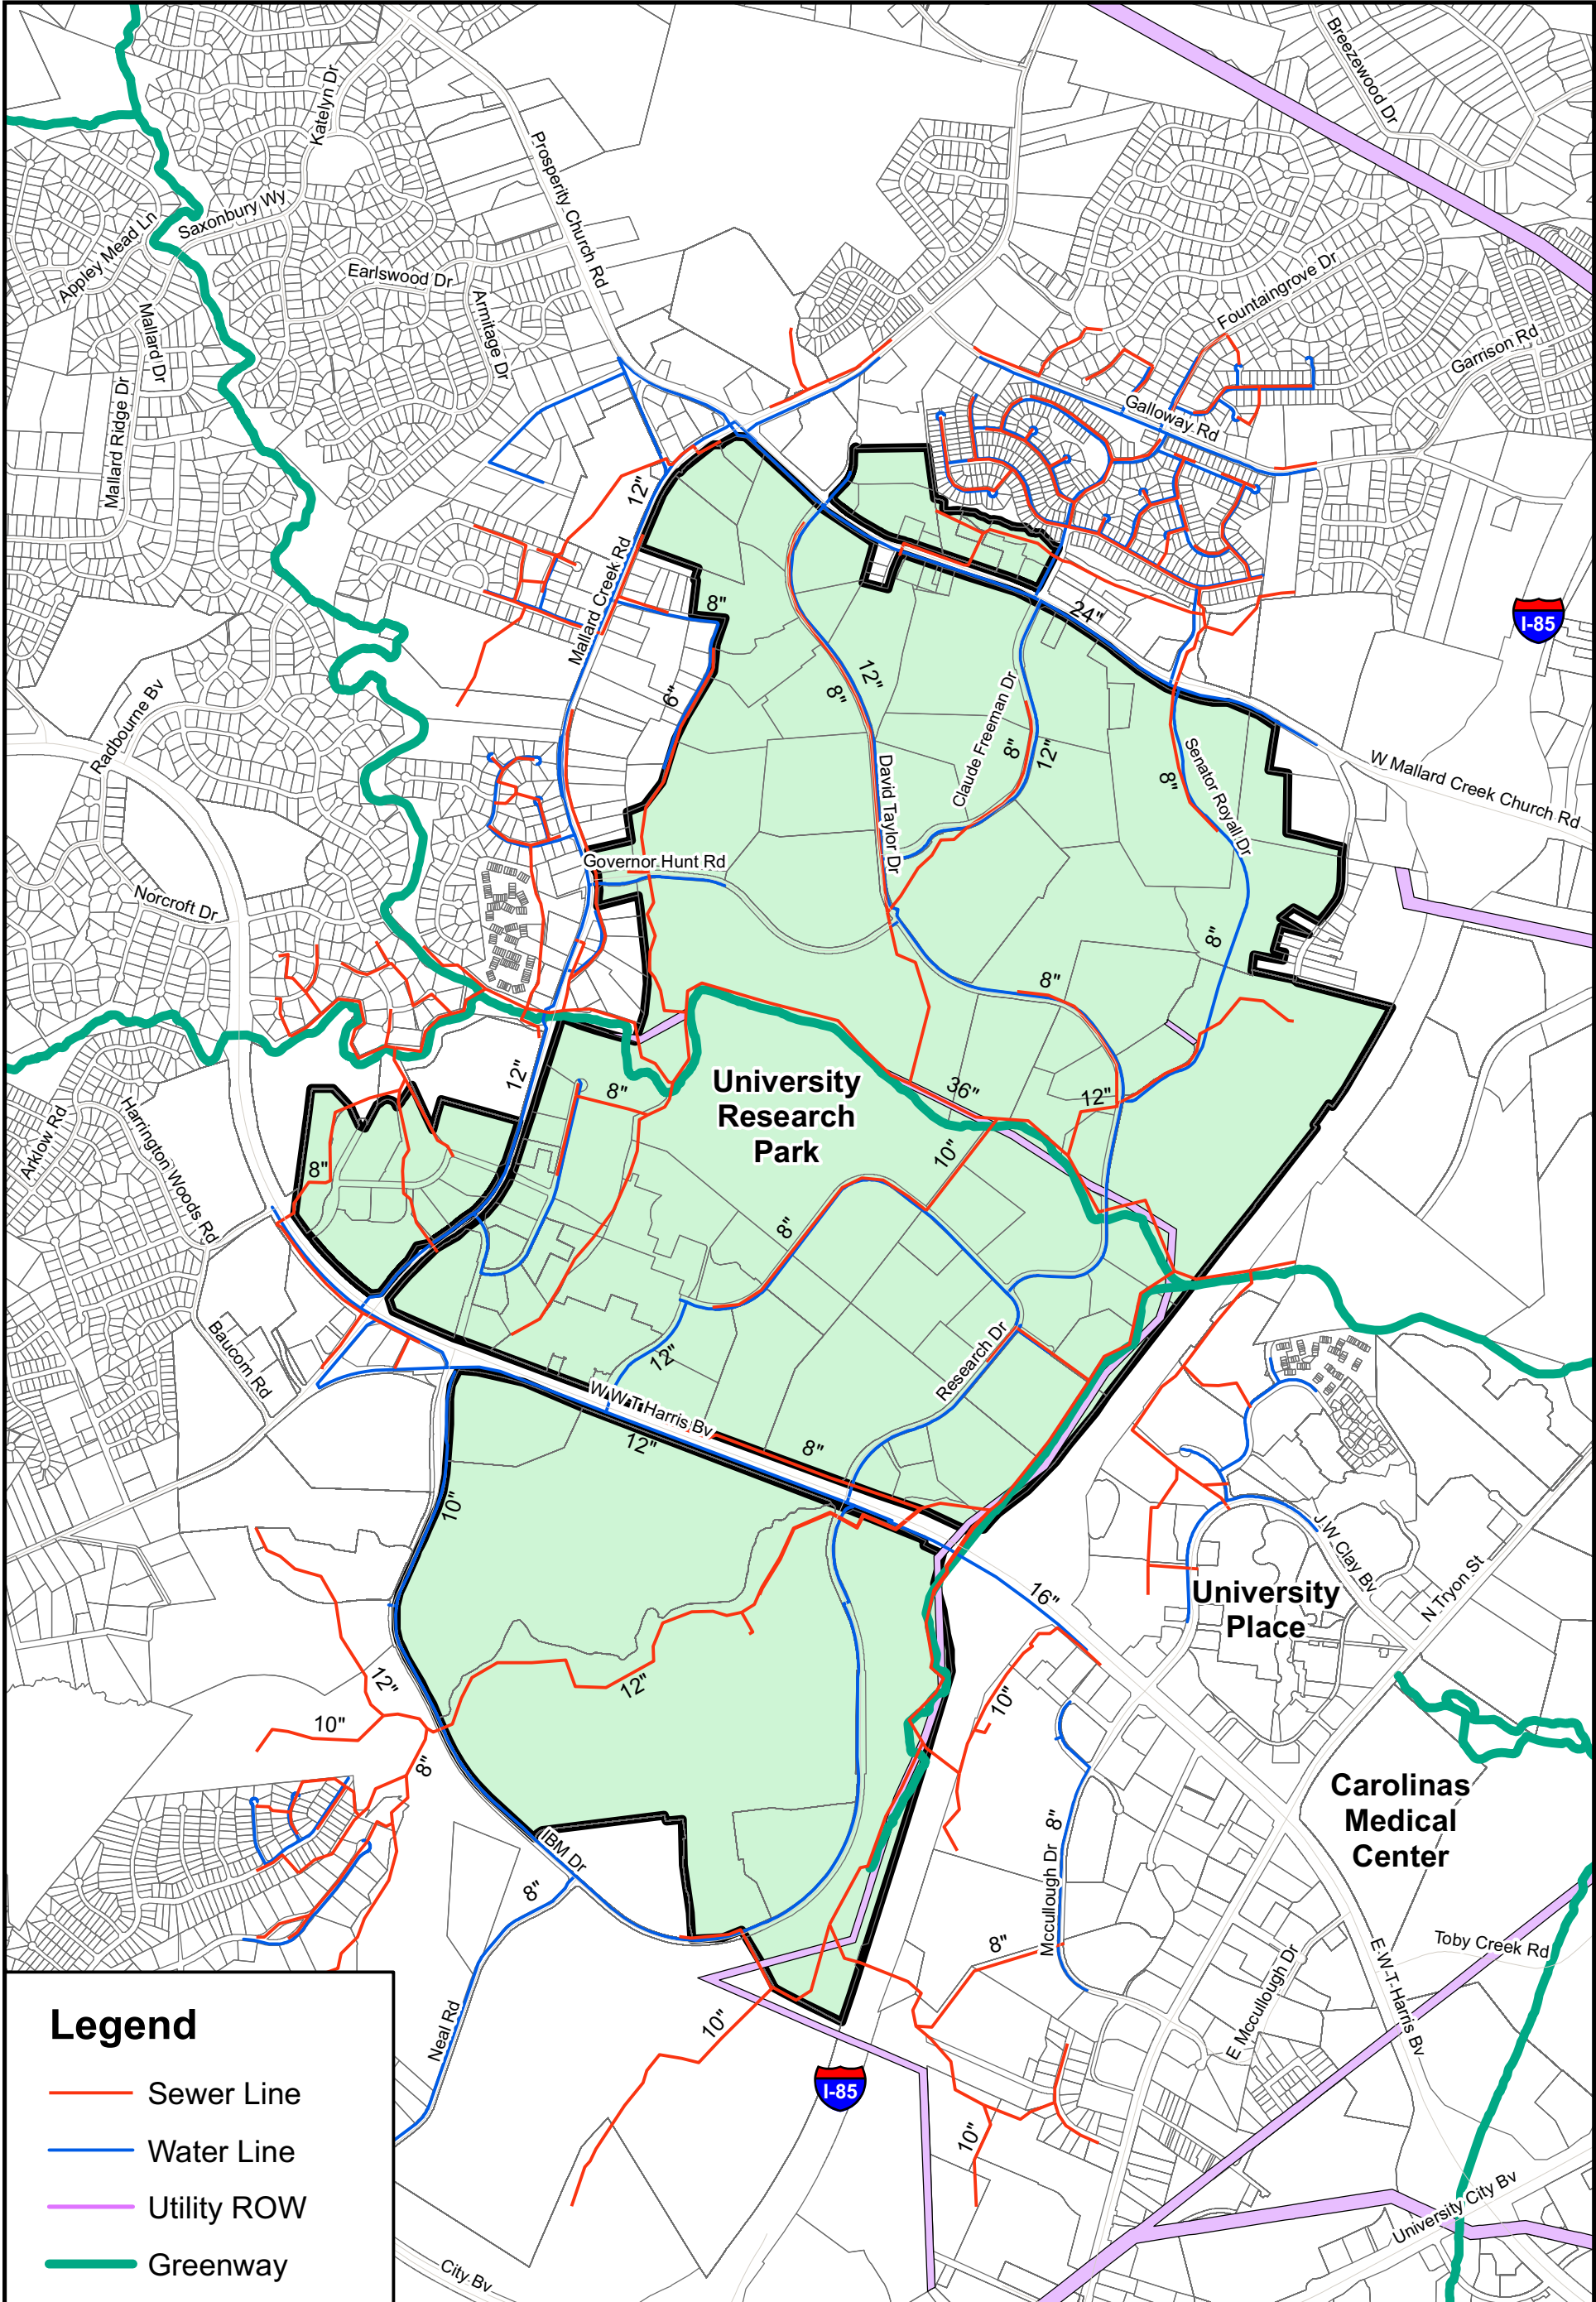 Breezewood Dr
Katelyn Dr
Prosperity Church Rd
Saxonbury Wy
Appley Mead Ln
Earlswood Dr
Fountaingrove Dr
Mallard Dr
Armitage Dr
Garrison Rd
Mallard Ridge Dr
Galloway Rd
12"
Mallard Creek Rd
8"
24"
I-85
6"
12"
8"
Claude Freeman Dr
Radbourne Bv
8"
12"
David Taylor Dr
8"
Senator Royall Dr
W Mallard Creek Church Rd
Governor Hunt Rd
Norcroft Dr
8"
8"
12"
8"
University
Research
Park
36"
12"
Arklow Rd
Harrington Woods Rd
8"
10"
8"
Baucom Rd
12"
Research Dr
W W.T. Harris Bv
12"
8"
10"
J W Clay Bv
16"
University
Place
N Tryon St
12"
12"
10"
10"
8"
Carolinas
Medical
Center
8"
IBM Dr
8"
Mccullough Dr
8"
Toby Creek Rd
E W T Harris Bv
E Mccullough Dr
Neal Rd
10"
I-85
10"
University City Bv
City Bv
Legend
Sewer Line
Water Line
Utility ROW
Greenway